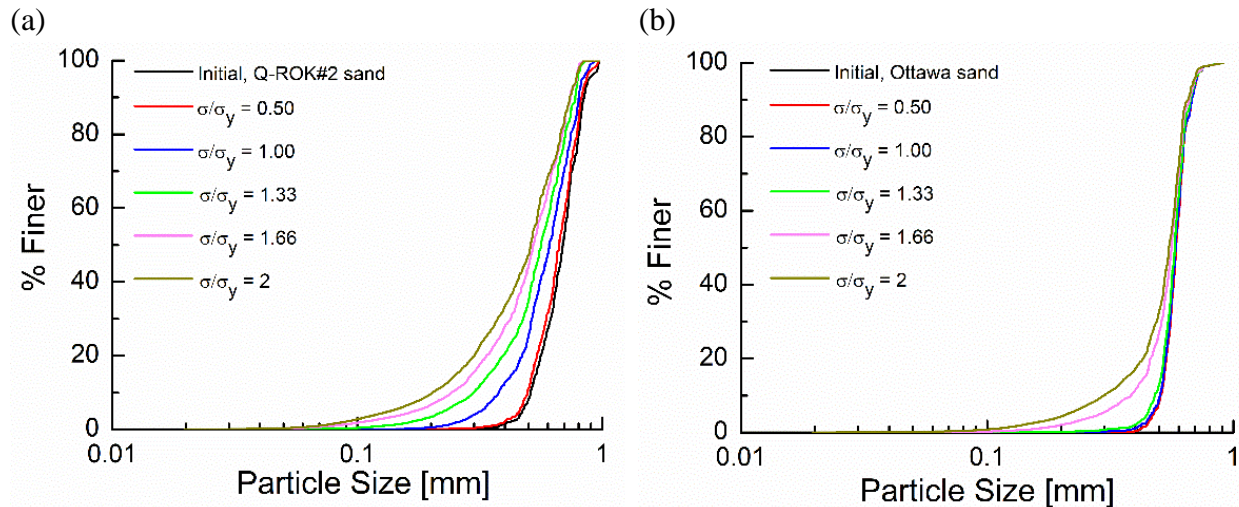 (a)
100
80
60
40
20
0
% Finer
Initial, Q-ROK#2 sand
σ/σy = 0.50
σ/σy = 1.00
σ/σy = 1.33
σ/σy = 1.66
σ/σy = 2
0.01
0.1
1
Particle Size [mm]
(b)
100
80
60
40
20
0
% Finer
Initial, Ottawa sand
σ/σy = 0.50
σ/σy = 1.00
σ/σy = 1.33
σ/σy = 1.66
σ/σy = 2
0.01
0.1
1
Particle Size [mm]